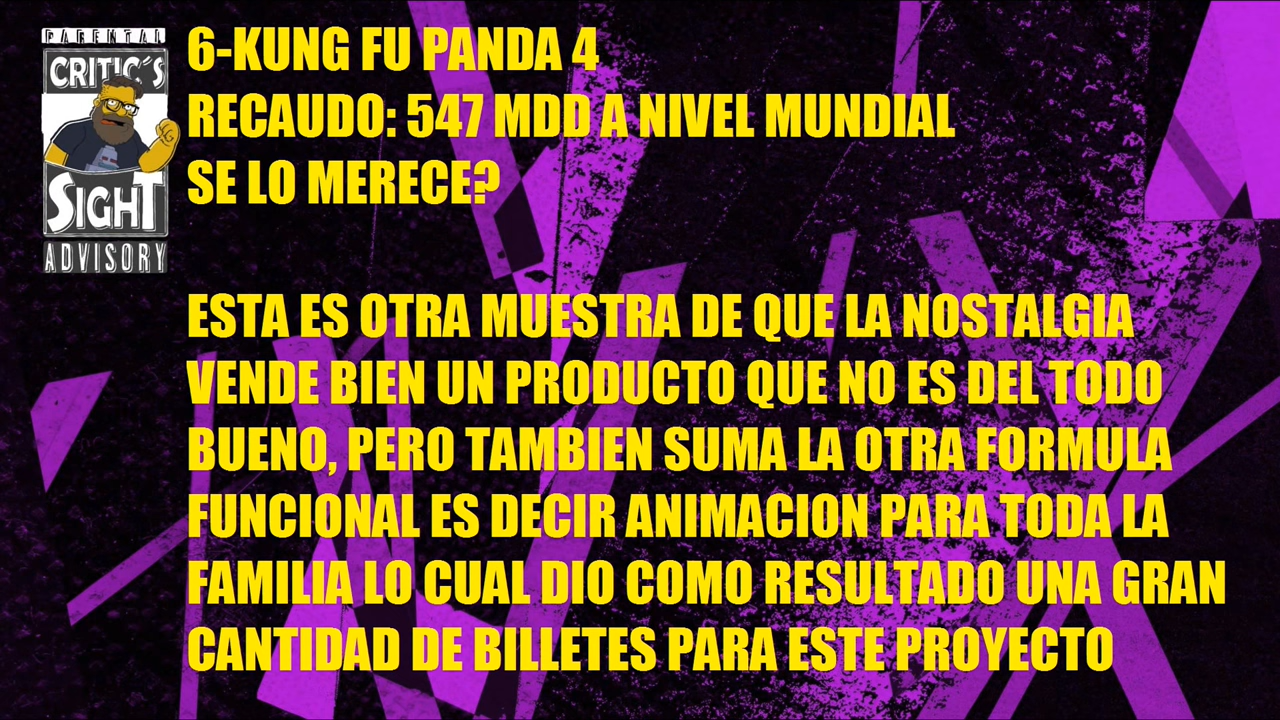 PARENTAL
CRITIC´S
SIGHT
ADVISORY
6-KUNG FU PANDA 4
RECAUDO: 547 MDD A NIVEL MUNDIAL
SE LO MERECE?
ESTA ES OTRA MUESTRA DE QUE LA NOSTALGIA
VENDE BIEN UN PRODUCTO QUE NO ES DEL TODO
BUENO, PERO TAMBIEN SUMA LA OTRA FORMULA
FUNCIONAL ES DECIR ANIMACION PARA TODA LA
FAMILIA LO CUAL DIO COMO RESULTADO UNA GRAN
CANTIDAD DE BILLETES PARA ESTE PROYECTO